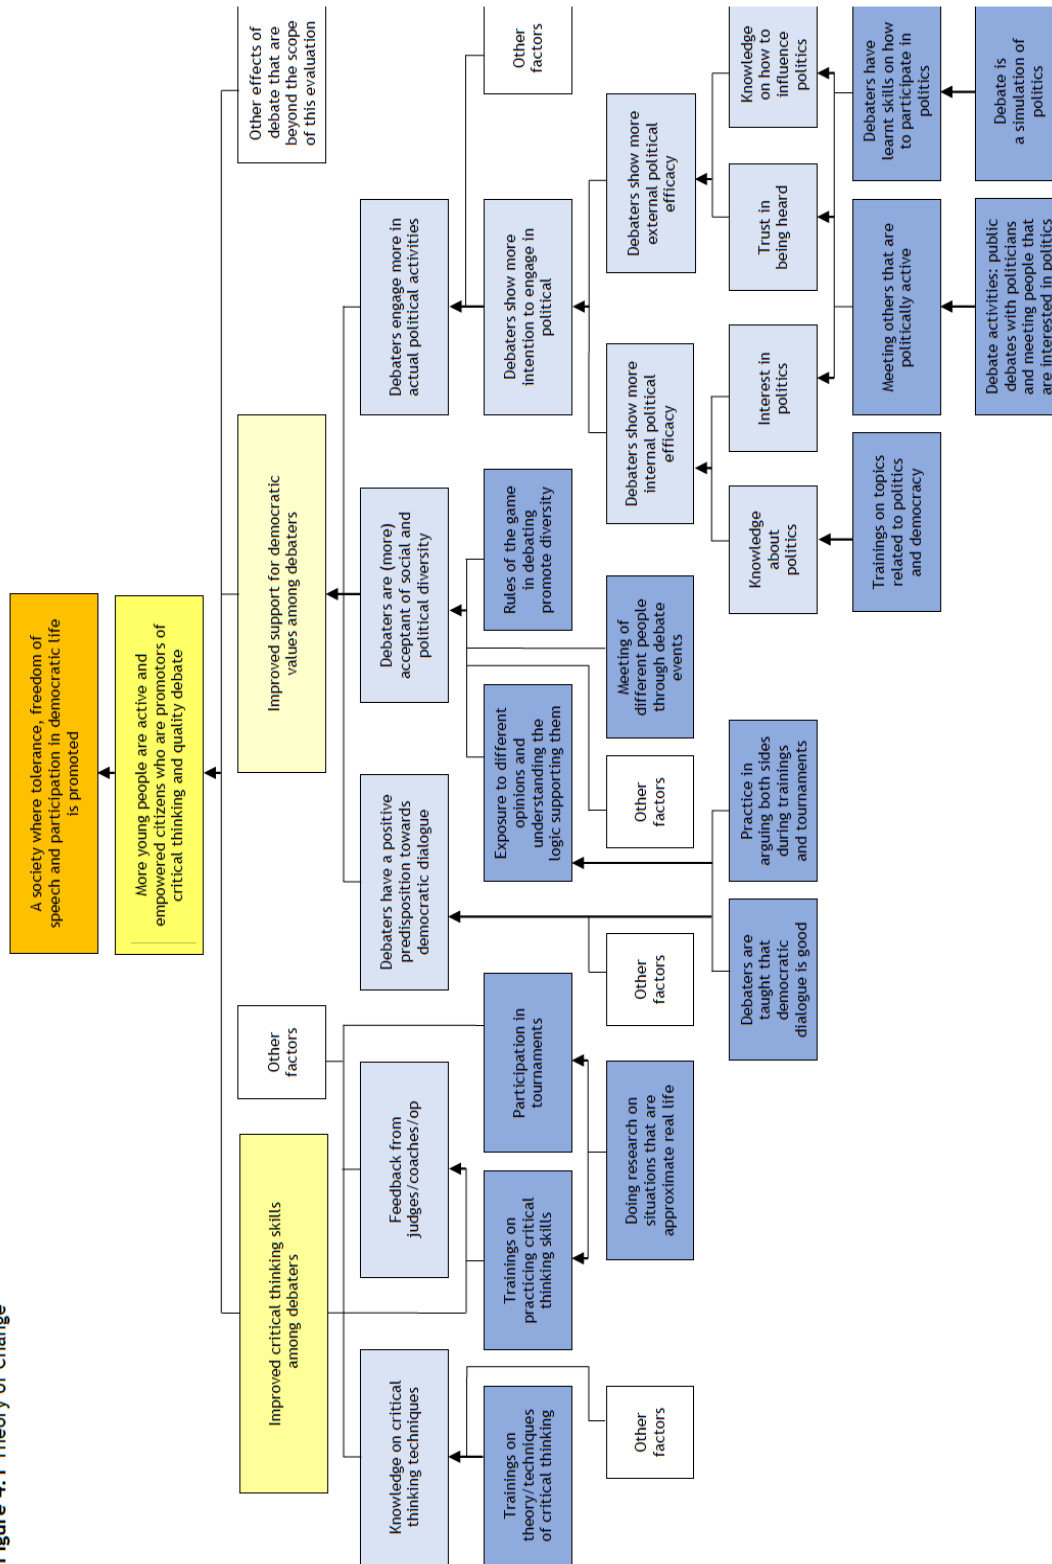 Figure 4.1 Theory of Change
A society where tolerance, freedom of
speech and participation in democratic life
is promoted
More young people are active and
empowered citizens who are promotors of
critical thinking and quality debate
Improved critical thinking skills
among debaters
Other
factors
Improved support for democratic
values among debaters
Other effects of
debate that are
beyond the scope
of this evaluation
Knowledge on critical
thinking techniques
Feedback from
judges/coaches/op
Debaters have a positive
predisposition towards
democratic dialogue
Debaters are (more)
acceptant of social and
political diversity
Debaters engage more in
actual political activities
Trainings on
theory/techniques
of critical thinking
Trainings on
practicing critical
thinking skills
Participation in
tournaments
Exposure to different
opinions and
understanding the
logic supporting them
Rules of the game
in debating
promote diversity
Debaters show more
intention to engage in
political
Other
factors
Other
factors
Doing research on
situations that are
approximate real life
Other
factors
Other
factors
Meeting of
different people
through debate
events
Debaters show more
internal political
efficacy
Debaters show more
external political
efficacy
Debaters are
taught that
democratic
dialogue is good
Practice in
arguing both sides
during trainings
and tournaments
Knowledge
about
politics
Interest in
politics
Trust in
being heard
Knowledge
on how to
influence
politics
Trainings on topics
related to politics
and democracy
Meeting others that are
politically active
Debaters have
learnt skills on how
to participate in
politics
Debate activities: public
debates with politicians
and meeting people that
are interested in politics
Debate is
a simulation of
politics